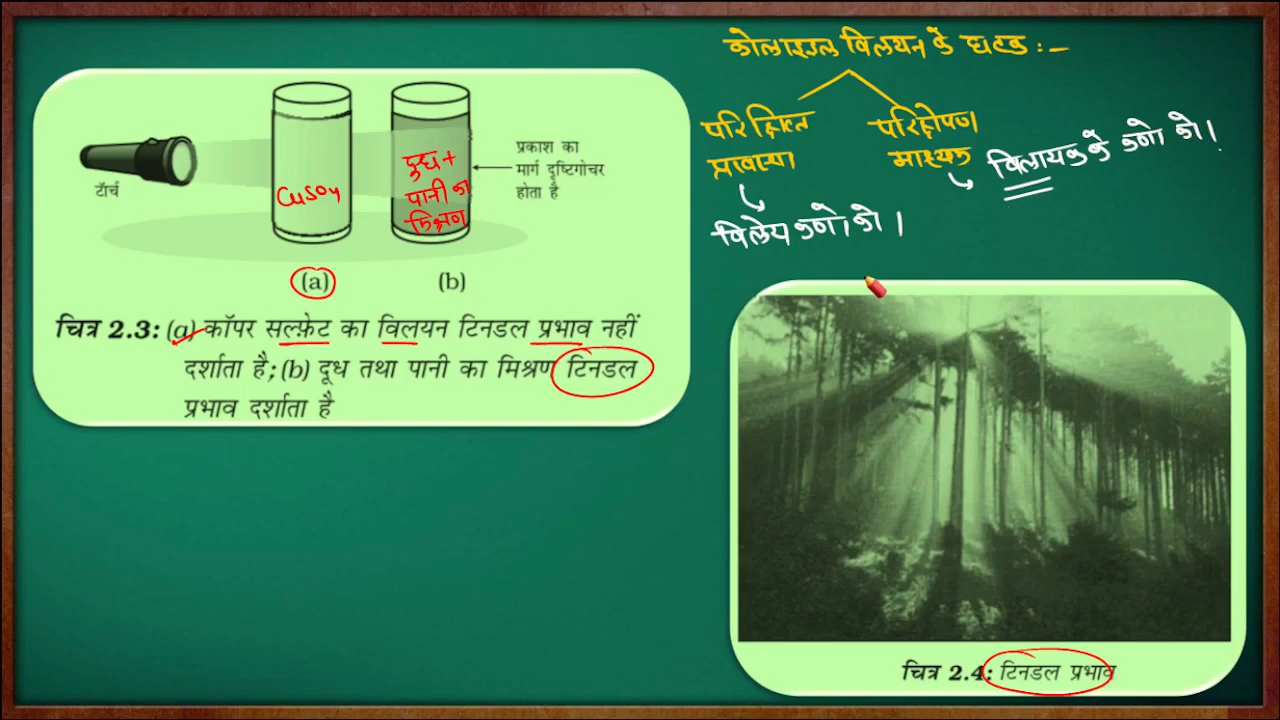 टॉर्च
CuSO4
दूध +
पानी का
मिश्रण
प्रकाश का
मार्ग दृष्टिगोचर
होता है
(a)
(b)
चित्र 2.3: (a) कॉपर सल्फ़ेट का विलयन टिनडल प्रभाव नहीं
दर्शाता है; (b) दूध तथा पानी का मिश्रण टिनडल
प्रभाव दर्शाता है
कोलाइडल विलयन के घटक :–
परिक्षिप्त
प्रावस्था
विलेय कणो को ।
परिक्षेपण
माध्यक
विलायक के कणो को ।
चित्र 2.4: टिनडल प्रभाव